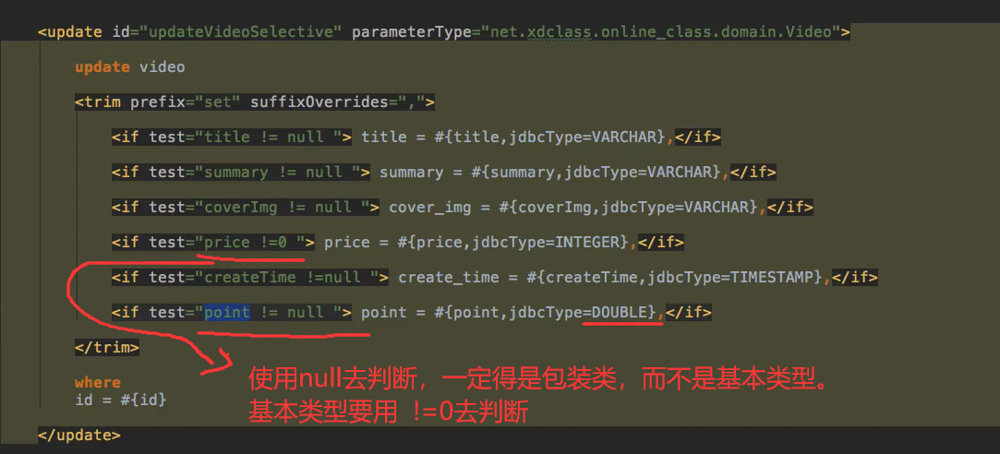 <update id="updateVideoSelective" parameterType="net.xdclass.online_class.domain.Video">
update video
<trim prefix="set" suffixOverrides=",">
<if test="title != null "> title = #{title,jdbcType=VARCHAR},</if>
<if test="summary != null "> summary = #{summary,jdbcType=VARCHAR},</if>
<if test="coverImg != null "> cover_img = #{coverImg,jdbcType=VARCHAR},</if>
<if test="price !=0 "> price = #{price,jdbcType=INTEGER},</if>
<if test="createTime !=null "> create_time = #{createTime,jdbcType=TIMESTAMP},</if>
<if test="point != null "> point = #{point,jdbcType=DOUBLE},</if>
</trim>
使用null去判断，一定得是包装类，而不是基本类型。
where
id = #{id}
基本类型要用 !=0去判断
</update>